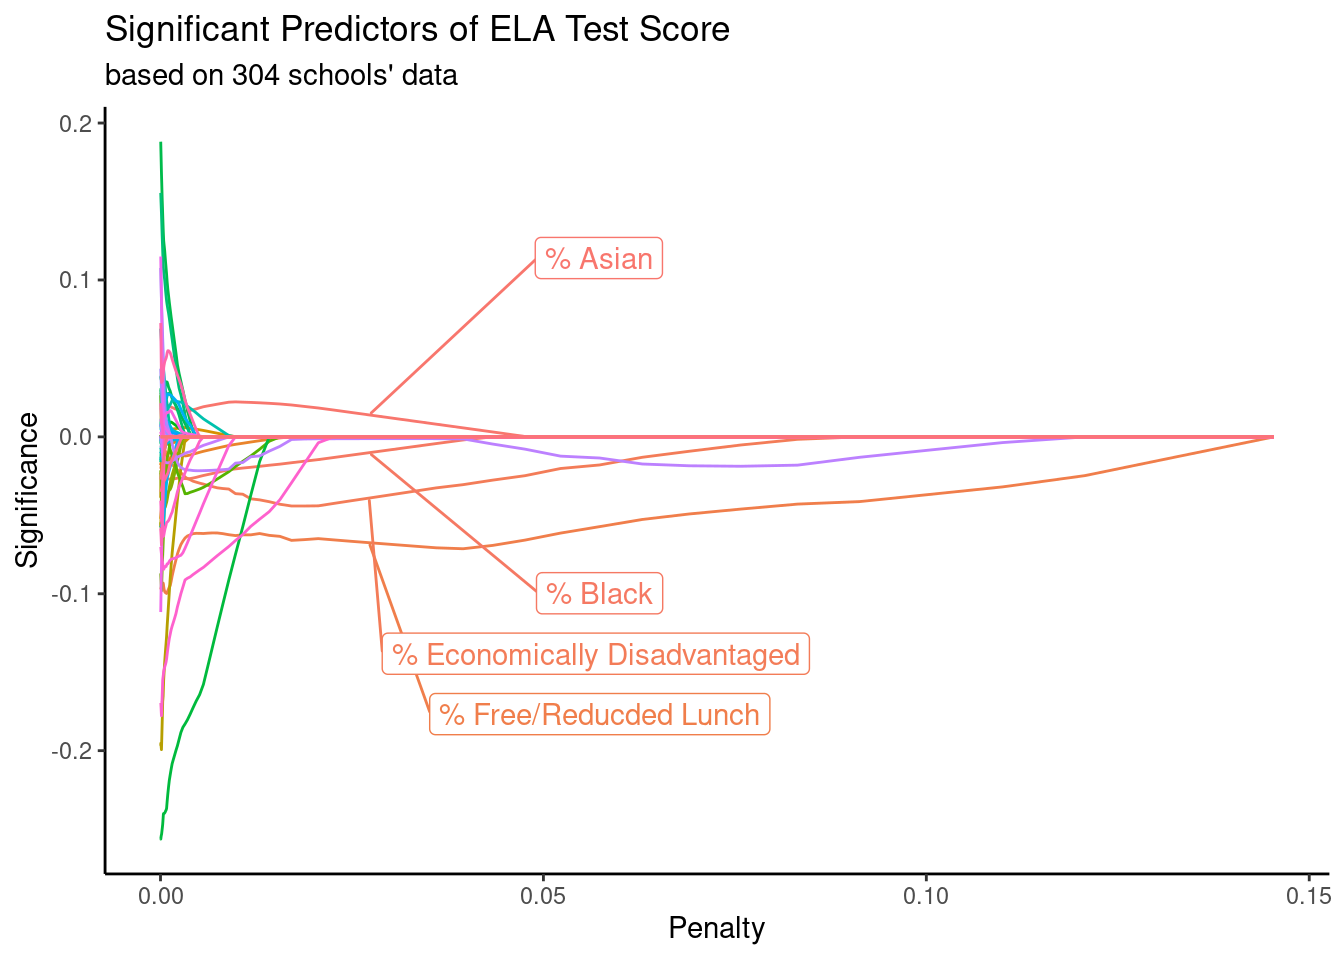 Significant Predictors of ELA Test Score
based on 304 schools' data
0.2
0.1
0.0
-0.1
-0.2
Significance
% Asian
% Black
% Economically Disadvantaged
% Free/Reducded Lunch
0.00
0.05
0.10
0.15
Penalty